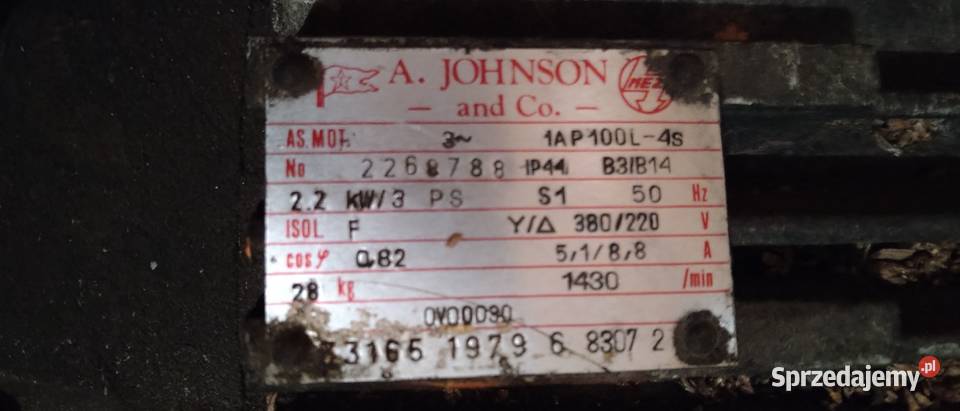 A. JOHNSON MEZ
— and Co. —
AS. MOT. 3~ 1AP100L-4s
No 2268788 IP44 B3/B14
2.2 kW/3 PS S1 50 Hz
ISOL F Y/Δ 380/220 V
cosφ 0,82 5,1/8,8 A
28 kg 1430 /min
0V00090
3165 1979 6 8307 2
Sprzedajemy.pl